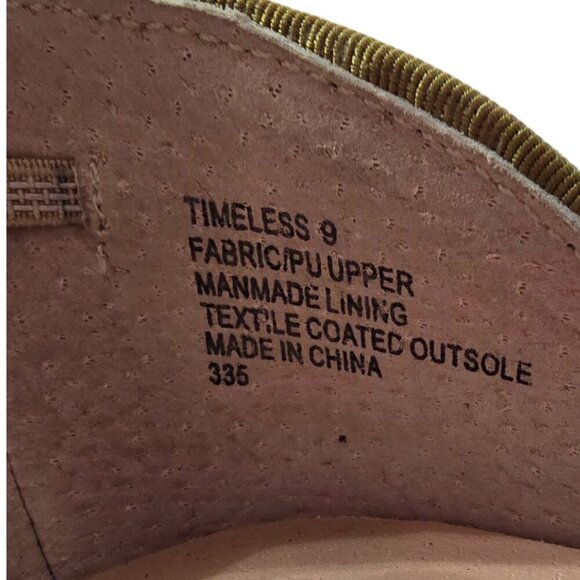 TIMELESS 9
FABRIC/PU UPPER
MANMADE LINING
TEXTILE COATED OUTSOLE
MADE IN CHINA
335